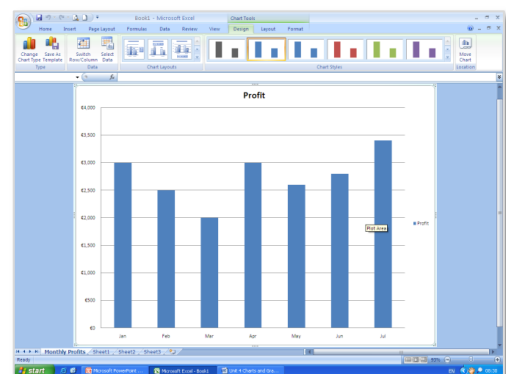 Book1 - Microsoft Excel
Chart Tools
Home Insert Page Layout Formulas Data Review View Design Layout Format
Change Chart Type
Save as Template
Switch Row/Column
Select Data
Move Chart
Type Data Chart Layouts Chart Styles Location
Profit
£4,000
£3,500
£3,000
£2,500
£2,000
£1,500
£1,000
£500
£0
Jan Feb Mar Apr May Jun Jul
Profit
Plot Area
Monthly Profits Sheet1 Sheet2 Sheet3
Ready
start
Microsoft PowerPoint ...
Microsoft Excel - Book1
Unit 4 Charts and Gra...
EN